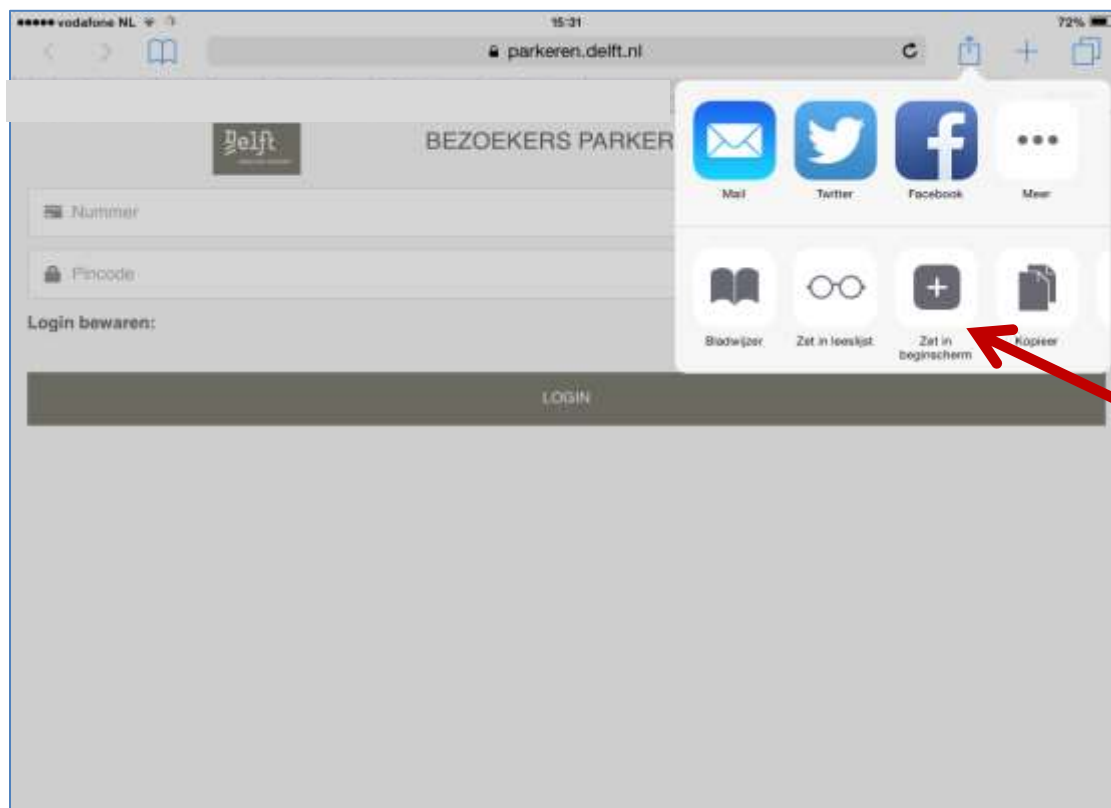 vodafone NL
15:31
72%
parkeren.delft.nl
Delft
BEZOEKERS PARKER
Mail
Twitter
Facebook
Meer
Nummer
Pincode
Login bewaren:
Bladwijzer
Zet in leeslijst
Zet in
beginscherm
Kopieer
LOGIN